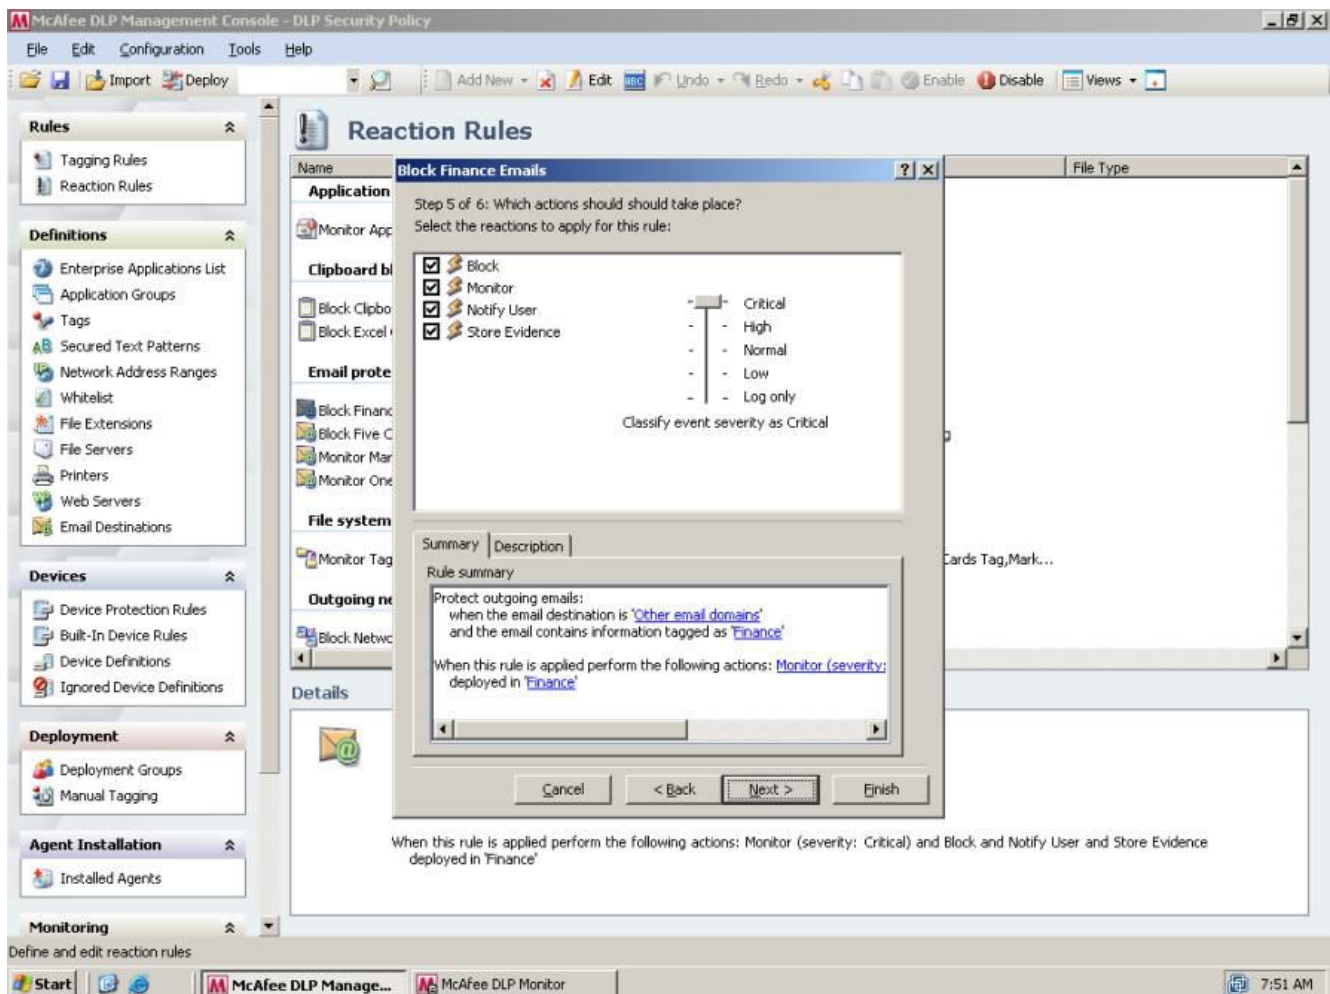 McAfee DLP Management Console - DLP Security Policy
File Edit Configuration Tools Help
Import Deploy Add New Edit Undo Redo Enable Disable Views
Rules
Tagging Rules
Reaction Rules
Definitions
Enterprise Applications List
Application Groups
Tags
Secured Text Patterns
Network Address Ranges
Whitelist
File Extensions
File Servers
Printers
Web Servers
Email Destinations
Devices
Device Protection Rules
Built-In Device Rules
Device Definitions
Ignored Device Definitions
Deployment
Deployment Groups
Manual Tagging
Agent Installation
Installed Agents
Monitoring
Reaction Rules
Name File Type
Application
Monitor App
Clipboard bl
Block Clipbo
Block Excel
Email prote
Block Financ
Block Five C
Monitor Mar
Monitor One
File system
Monitor Tag
Cards Tag,Mark...
Outgoing ne
Block Netwo
Block Finance Emails
Step 5 of 6: Which actions should should take place?
Select the reactions to apply for this rule:
Block
Monitor
Notify User
Store Evidence
Critical
High
Normal
Low
Log only
Classify event severity as Critical
Summary Description
Rule summary
Protect outgoing emails:
when the email destination is 'Other email domains'
and the email contains information tagged as 'Finance'
When this rule is applied perform the following actions: Monitor (severity:
deployed in 'Finance'
Cancel < Back Next > Finish
Details
When this rule is applied perform the following actions: Monitor (severity: Critical) and Block and Notify User and Store Evidence
deployed in 'Finance'
Define and edit reaction rules
Start McAfee DLP Manage... McAfee DLP Monitor 7:51 AM